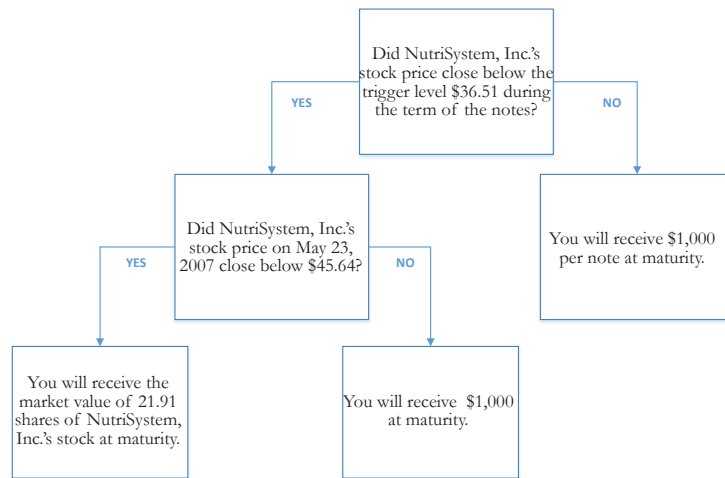 Did NutriSystem, Inc.'s
stock price close below the
trigger level $36.51 during
the term of the notes?
YES
NO
Did NutriSystem, Inc.'s
stock price on May 23,
2007 close below $45.64?
You will receive $1,000
per note at maturity.
YES
NO
You will receive the
market value of 21.91
shares of NutriSystem,
Inc.'s stock at maturity.
You will receive  $1,000
at maturity.